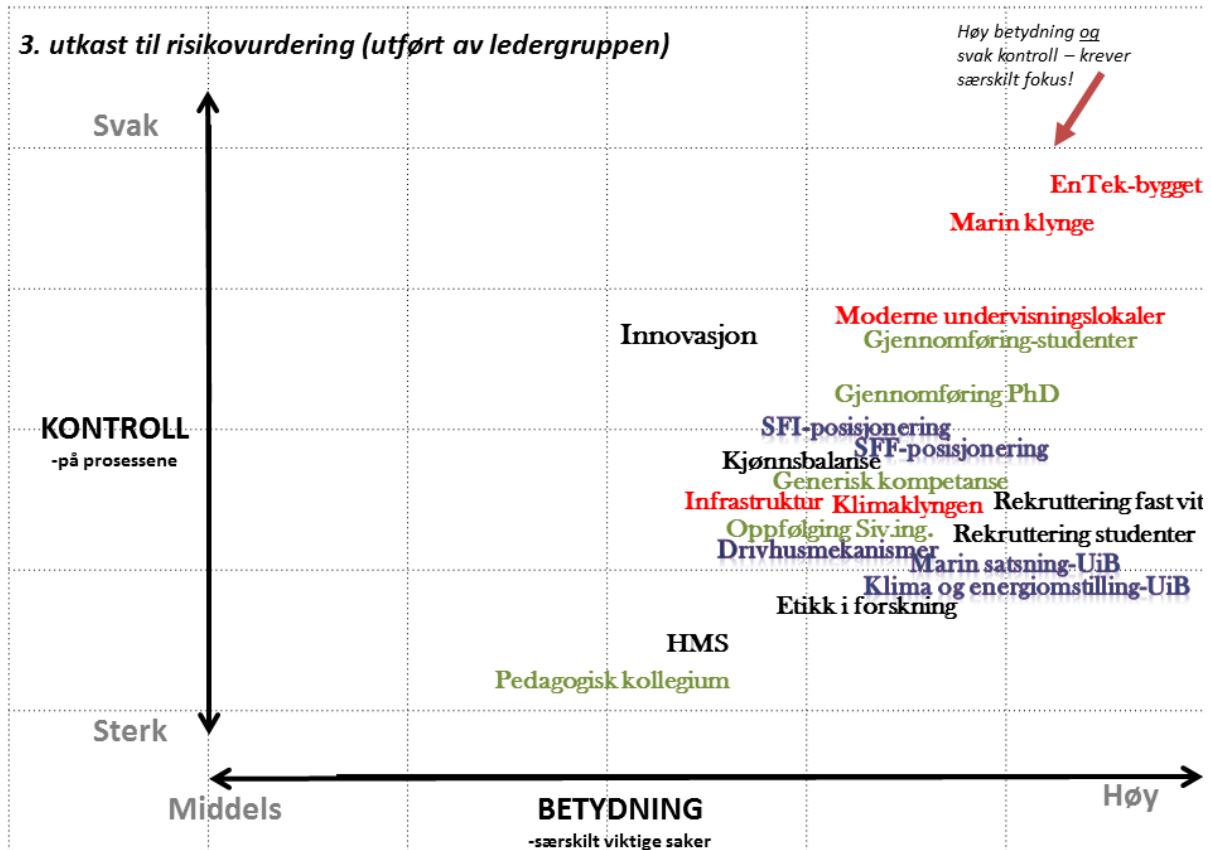 3. utkast til risikovurdering (utført av ledergruppen)
Høy betydning og
svak kontroll – krever
særskilt fokus!
Svak
EnTek-bygget
Marin klynge
Moderne undervisningslokaler
Innovasjon
Gjennomføring-studenter
Gjennomføring PhD
KONTROLL
-på prosessene
SFI-posisjonering
SFF-posisjonering
Kjønnsbalanse
Generisk kompetanse
Infrastruktur
Klimaklyngen
Rekruttering fast vit
Oppfølging Siv.ing.
Rekruttering studenter
Drivhusmekanismer
Marin satsning-UiB
Klima og energiomstilling-UiB
Etikk i forskning
HMS
Pedagogisk kollegium
Sterk
Middels
BETYDNING
Høy
-særskilt viktige saker